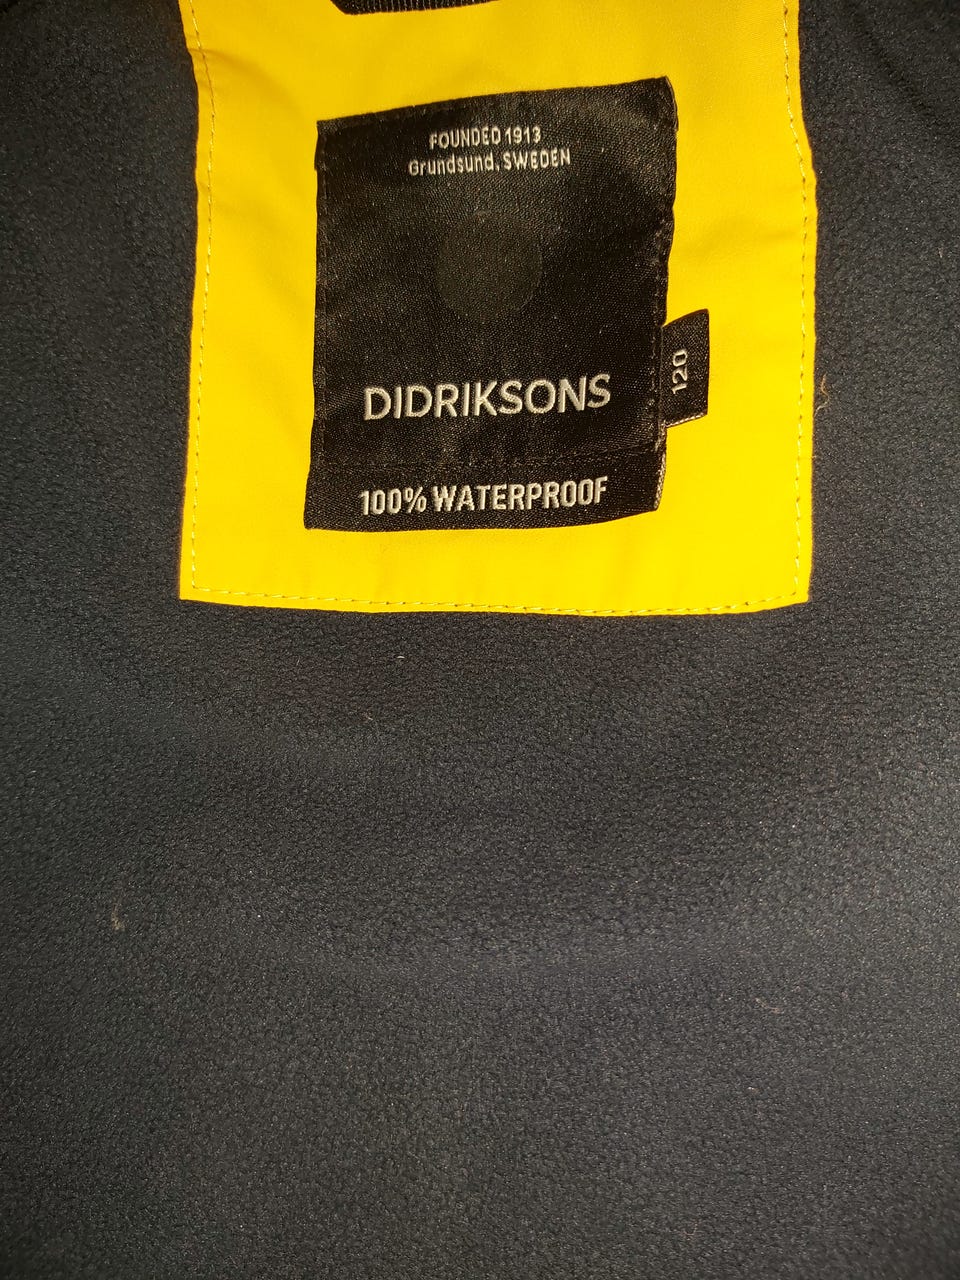 FOUNDED 1913
Grundsund, SWEDEN
DIDRIKSONS
120
100% WATERPROOF